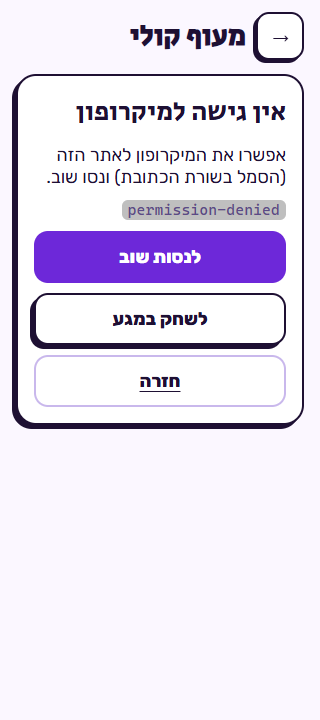 →
מעוף קולי
אין גישה למיקרופון
אפשרו את המיקרופון לאתר הזה
(הסמל בשורת הכתובת) ונסו שוב.
permission-denied
לנסות שוב
לשחק במגע
חזרה